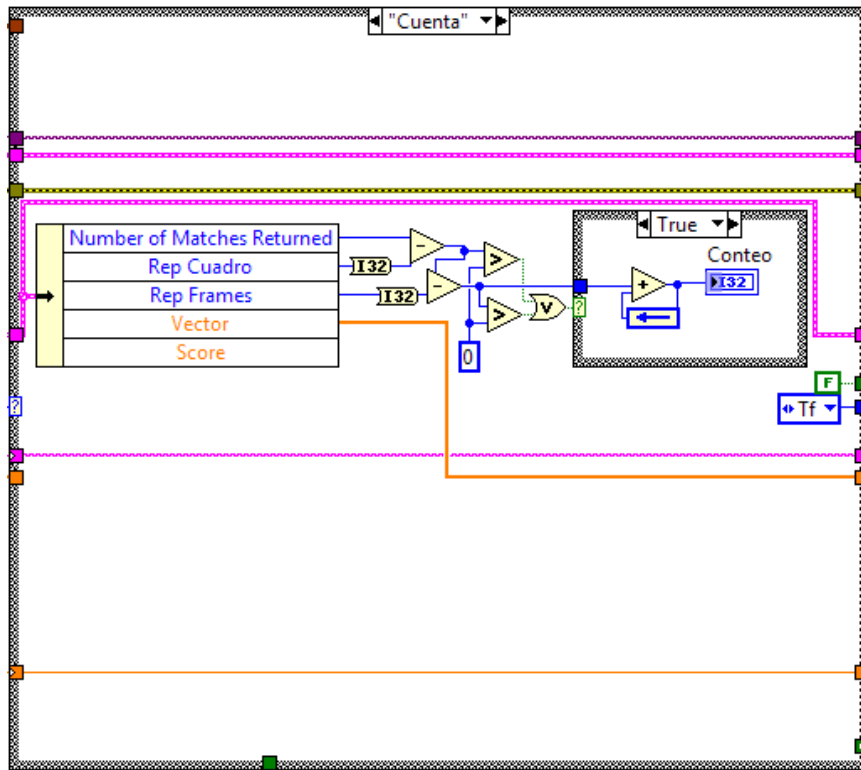 "Cuenta"
Number of Matches Returned
Rep Cuadro
I32
Rep Frames
I32
Vector
Score
0
True
Conteo
I32
F
Tf